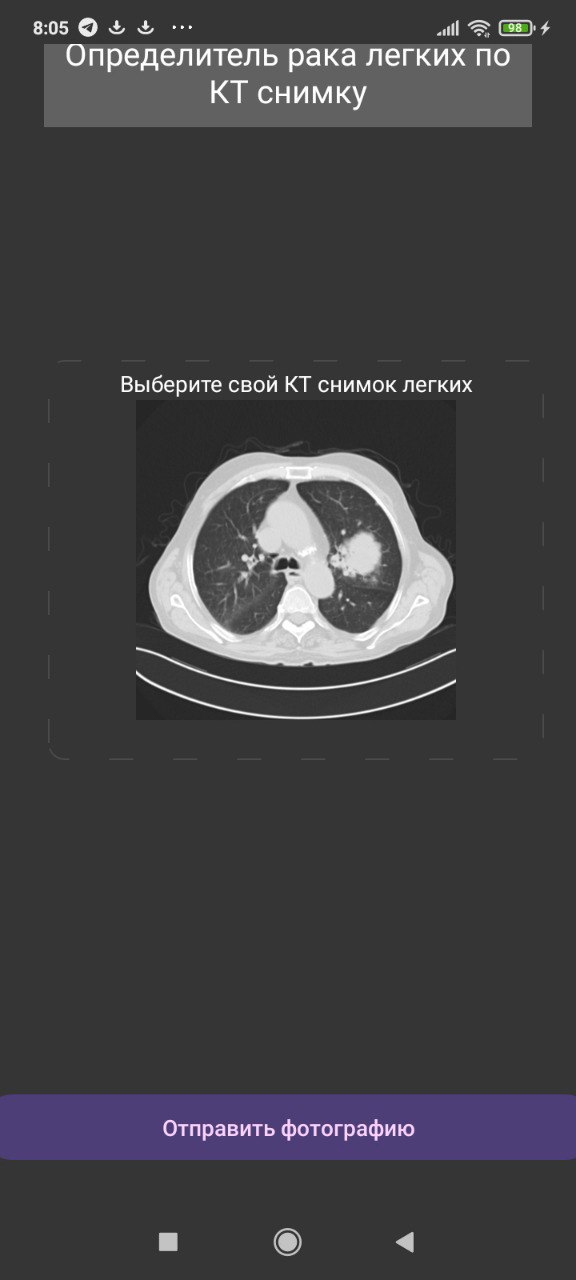 8:05
98
Определитель рака легких по
КТ снимку
Выберите свой КТ снимок легких
Отправить фотографию